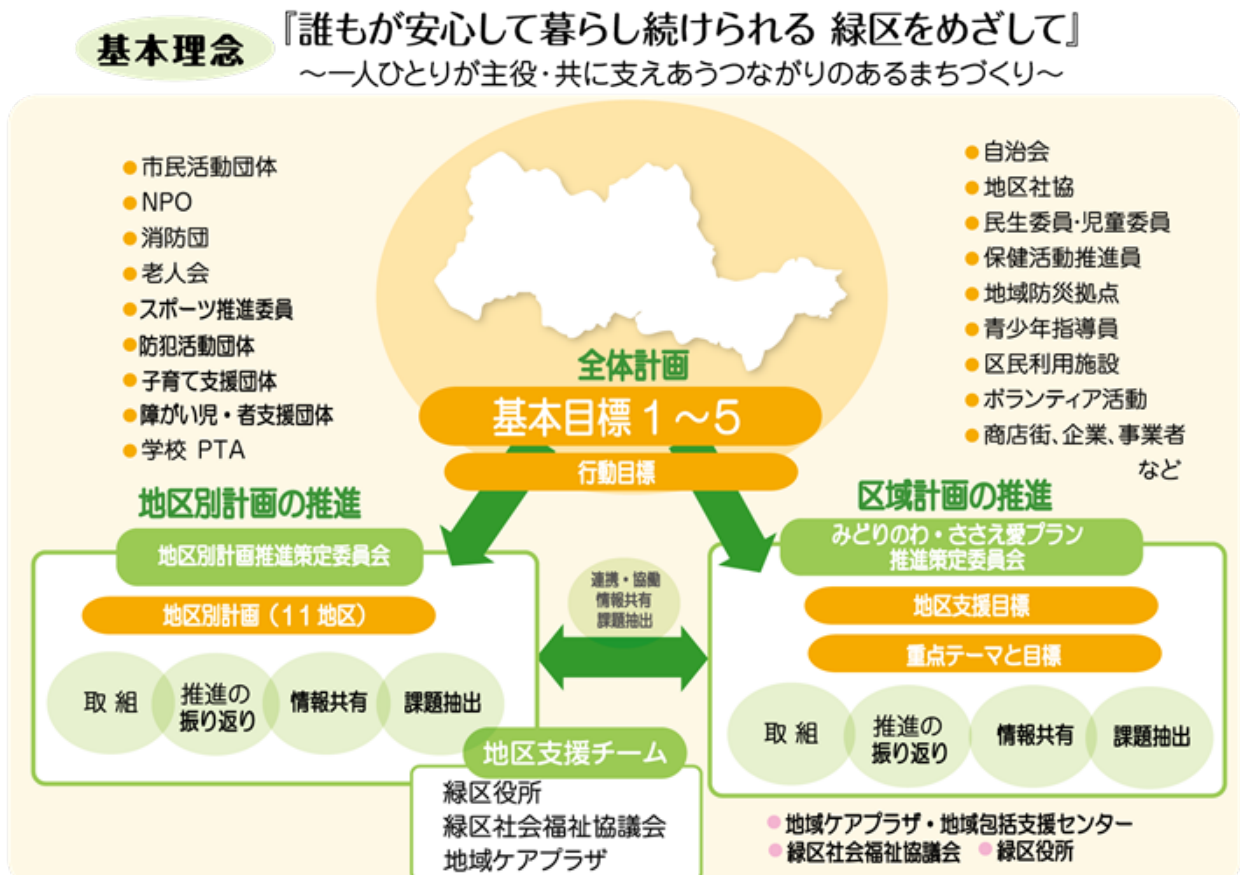 基本理念
『誰もが安心して暮らし続けられる 緑区をめざして』
～一人ひとりが主役・共に支えあうつながりのあるまちづくり～
●市民活動団体
●NPO
●消防団
●老人会
●スポーツ推進委員
●防犯活動団体
●子育て支援団体
●障がい児・者支援団体
●学校 PTA
●自治会
●地区社協
●民生委員・児童委員
●保健活動推進員
●地域防災拠点
●青少年指導員
●区民利用施設
●ボランティア活動
●商店街、企業、事業者
など
全体計画
基本目標１～５
行動目標
地区別計画の推進
地区別計画推進策定委員会
地区別計画（１１地区）
取 組
推進の
振り返り
情報共有
課題抽出
連携・協働
情報共有
課題抽出
区域計画の推進
みどりのわ・ささえ愛プラン
推進策定委員会
地区支援目標
重点テーマと目標
取 組
推進の
振り返り
情報共有
課題抽出
地区支援チーム
緑区役所
緑区社会福祉協議会
地域ケアプラザ
●地域ケアプラザ・地域包括支援センター
●緑区社会福祉協議会 ●緑区役所